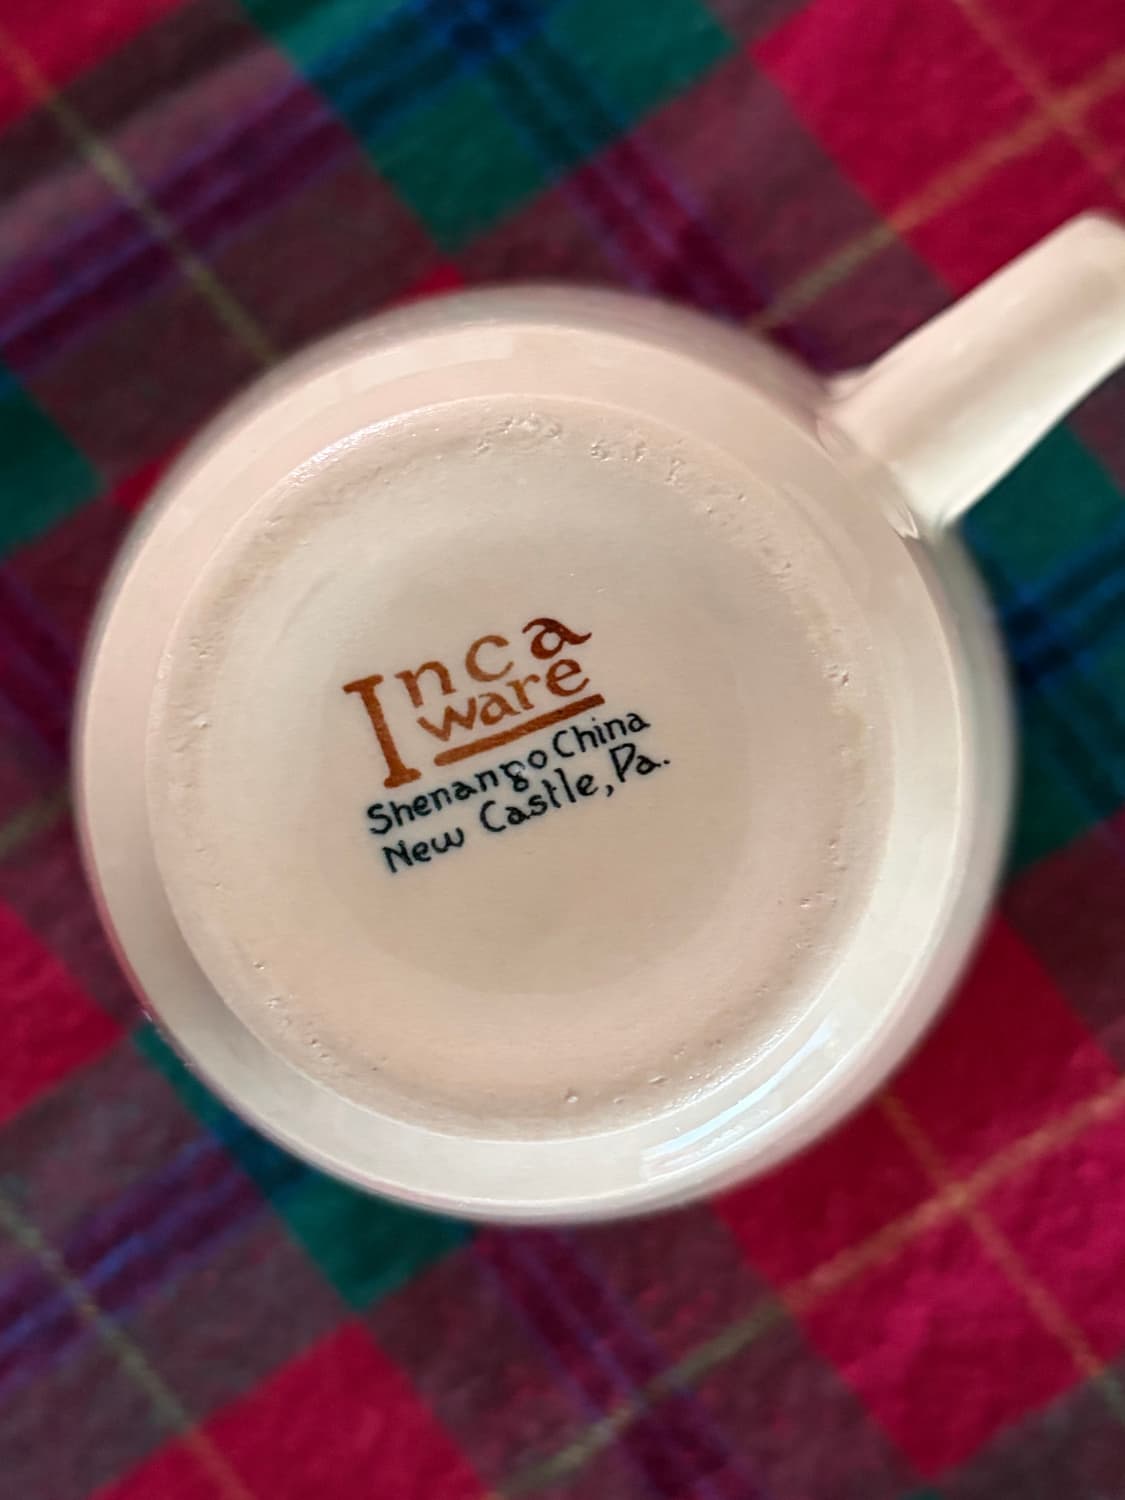 Inca
ware
Shenango China
New Castle, Pa.